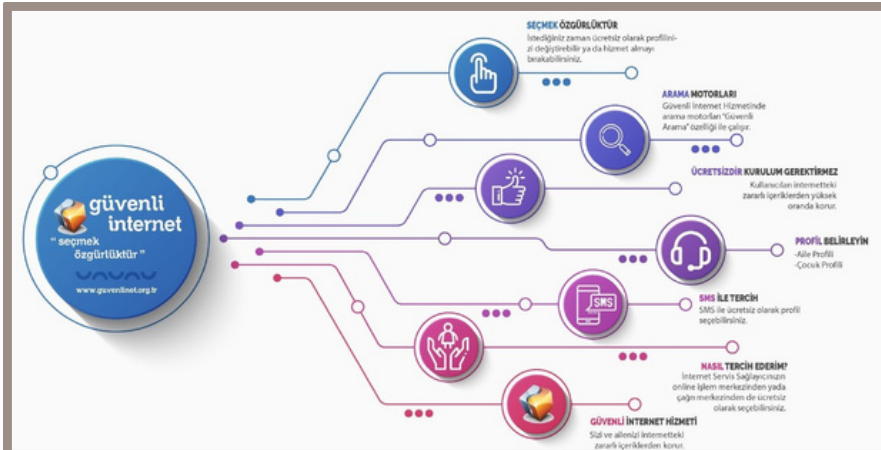 SEÇMEK ÖZGÜRLÜKTÜR
İstediğiniz zaman ücretsiz olarak profilini-
zi değiştirebilir ya da hizmet almayı
bırakabilirsiniz.
ARAMA MOTORLARI
Güvenli İnternet Hizmetinde
arama motorları "Güvenli
Arama" özelliği ile çalışır.
ÜCRETSİZDİR KURULUM GEREKTİRMEZ
Kullanıcıları internetteki
zararlı içeriklerden yüksek
oranda korur.
güvenli
internet
" seçmek
özgürlüktür "
www.guvenlinet.org.tr
PROFİL BELİRLEYİN
-Aile Profili
-Çocuk Profili
SMS
SMS İLE TERCİH
SMS ile ücretsiz olarak profil
seçebilirsiniz.
NASIL TERCİH EDERİM?
İnternet Servis Sağlayıcınızın
online işlem merkezinden yada
çağrı merkezinden de ücretsiz
olarak seçebilirsiniz.
GÜVENLİ İNTERNET HİZMETİ
Sizi ve ailenizi internetteki
zararlı içeriklerden korur.